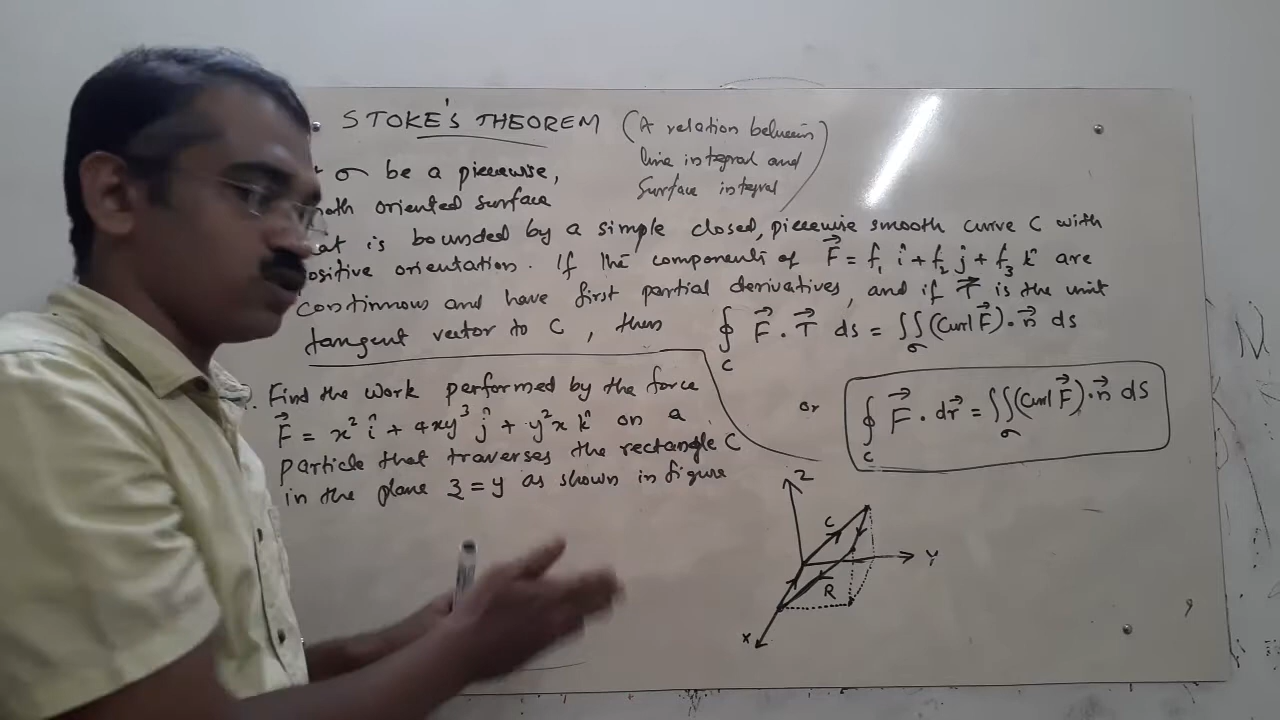 STOKE'S THEOREM (A relation between
line integral and
surface integral)
σ be a piecewise,
oriented surface
is bounded by a simple closed, piecewise smooth curve C with
orientation. If the components of F⃗ = f₁ i + f₂ j + f₃ k̂ are
continuous and have first partial derivatives, and if T⃗ is the unit
tangent vector to C, then ∮_C F⃗ . T⃗ ds = ∬_σ (curl F⃗) . n⃗ ds
or ∮_C F⃗ . dr⃗ = ∬_σ (curl F⃗) . n⃗ ds
Find the work performed by the force
F⃗ = x² î + 4xy³ ĵ + y²x k̂ on a
particle that traverses the rectangle C
in the plane z = y as shown in figure
Z
C
Y
R
X